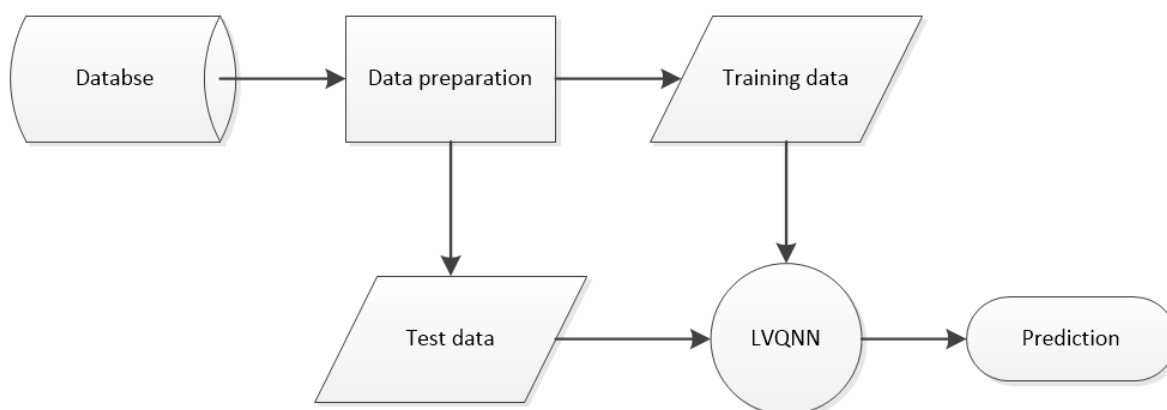 Databse
Data preparation
Training data
Test data
LVQNN
Prediction